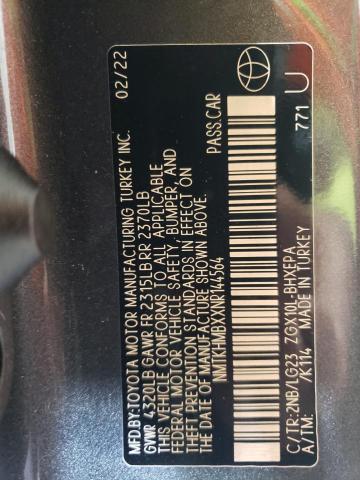 MFD.BY:TOYOTA MOTOR MANUFACTURING TURKEY INC. 02/22
GVWR 4320LB GAWR FR 2315LB RR 2370LB
THIS VEHICLE CONFORMS TO ALL APPLICABLE
FEDERAL MOTOR VEHICLE SAFETY, BUMPER, AND
THEFT PREVENTION STANDARDS IN EFFECT ON
THE DATE OF MANUFACTURE SHOWN ABOVE.
NMTKHMBXXNR144564 PASS.CAR
C/TR:2NB/LG23 ZGX10L-BHXEPA
A/TM: /K114 MADE IN TURKEY 771 U